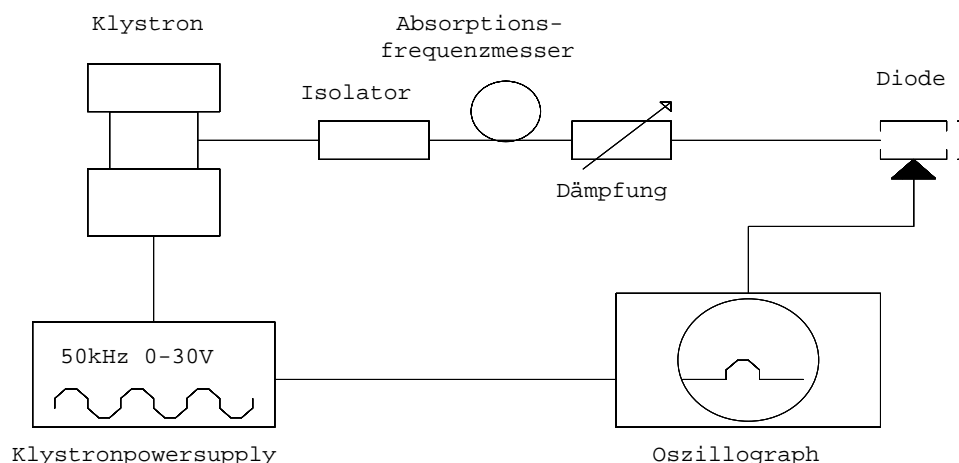 Klystron
Absorptions-
frequenzmesser
Isolator
Diode
Dämpfung
50kHz 0-30V
Klystronpowersupply
Oszillograph